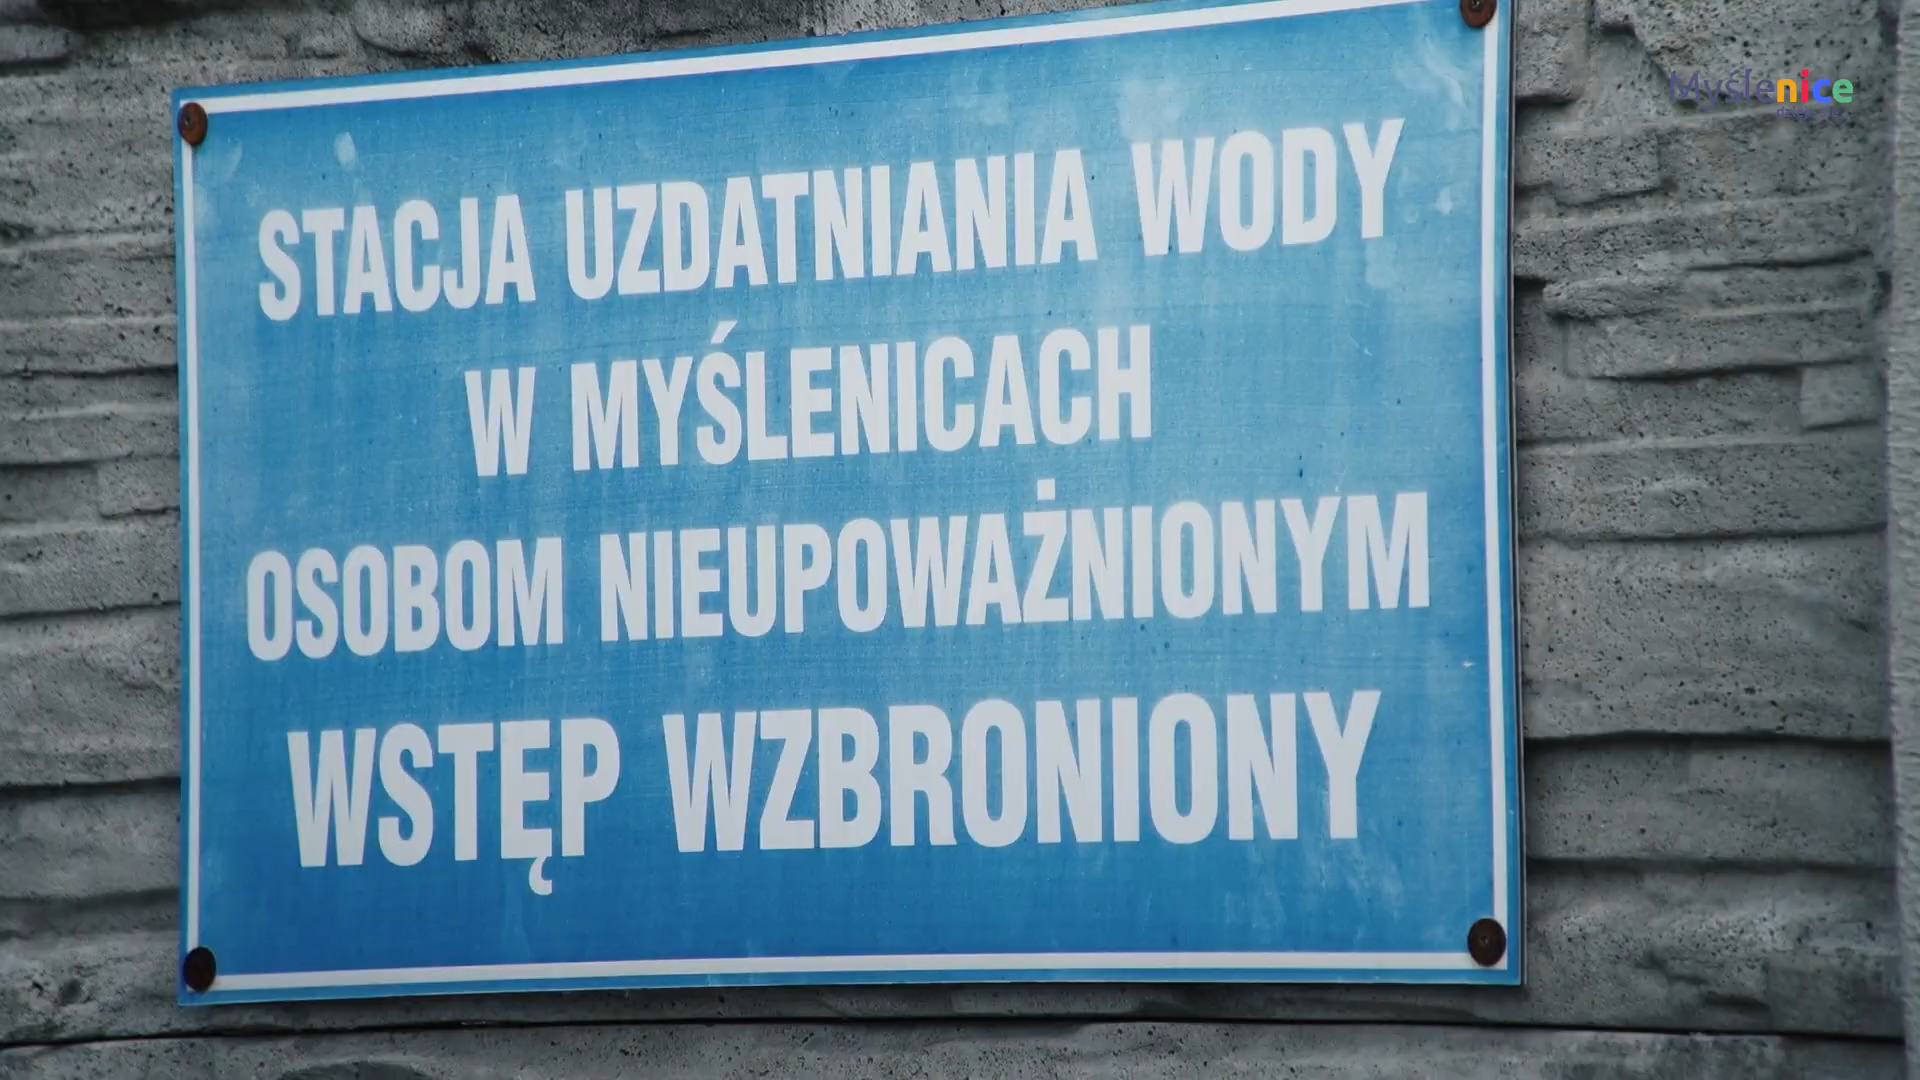 Myślenice
STACJA UZDATNIANIA WODY
W MYŚLENICACH
OSOBOM NIEUPOWAŻNIONYM
WSTĘP WZBRONIONY